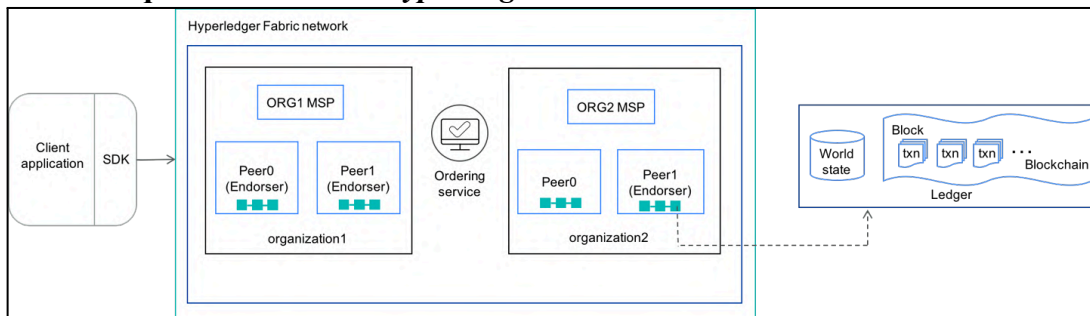 Hyperledger Fabric network
Client
application
SDK
ORG1 MSP
Peer0
(Endorser)
Peer1
(Endorser)
organization1
Ordering
service
ORG2 MSP
Peer0
Peer1
(Endorser)
organization2
World
state
Block
txn
txn
txn
...
Blockchain
Ledger